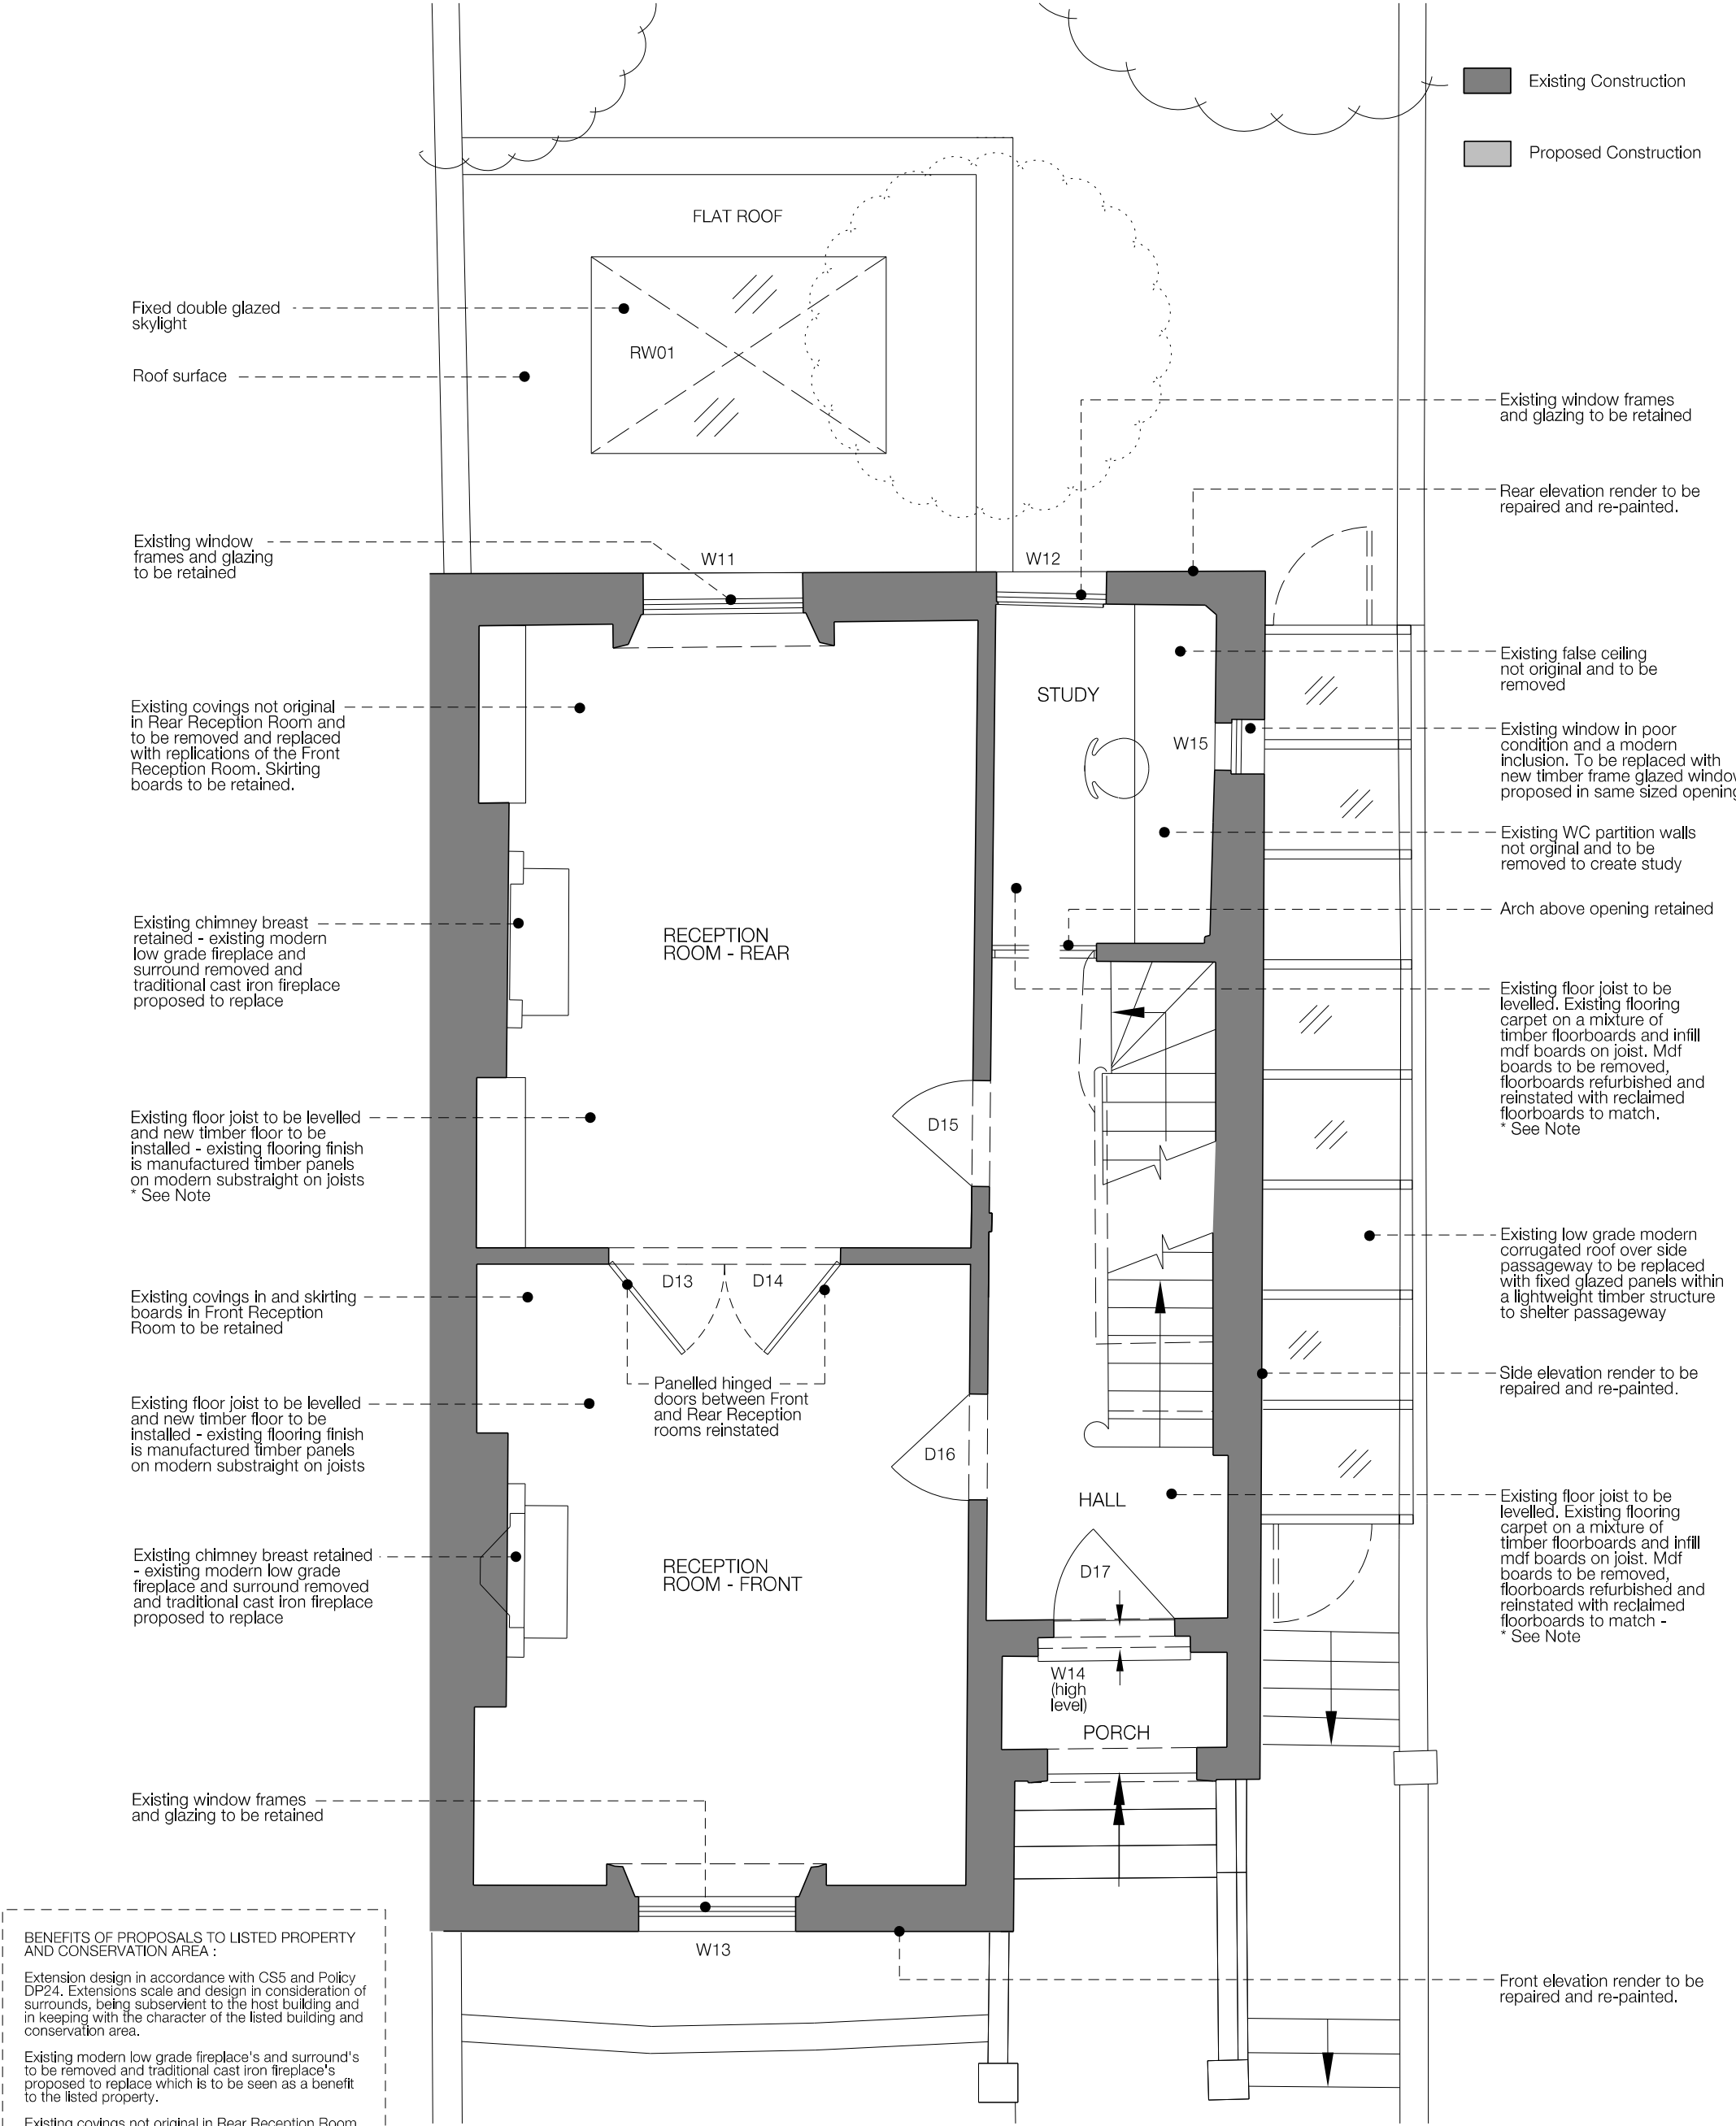 Existing Construction
Proposed Construction
FLAT ROOF
RW01
Fixed double glazed
skylight
Roof surface
Existing window
frames and glazing
to be retained
W11
W12
Existing window frames
and glazing to be retained
Rear elevation render to be
repaired and re-painted.
Existing covings not original
in Rear Reception Room and
to be removed and replaced
with replications of the Front
Reception Room. Skirting
boards to be retained.
STUDY
W15
Existing false ceiling
not original and to be
removed
Existing window in poor
condition and a modern
inclusion. To be replaced with
new timber frame glazed window
proposed in same sized opening
Existing WC partition walls
not orginal and to be
removed to create study
Arch above opening retained
Existing chimney breast
retained - existing modern
low grade fireplace and
surround removed and
traditional cast iron fireplace
proposed to replace
RECEPTION
ROOM - REAR
Existing floor joist to be
levelled. Existing flooring
carpet on a mixture of
timber floorboards and infill
mdf boards on joist. Mdf
boards to be removed,
floorboards refurbished and
reinstated with reclaimed
floorboards to match.
* See Note
Existing floor joist to be levelled
and new timber floor to be
installed - existing flooring finish
is manufactured timber panels
on modern substraight on joists
* See Note
D15
Existing low grade modern
corrugated roof over side
passageway to be replaced
with fixed glazed panels within
a lightweight timber structure
to shelter passageway
D13
D14
Existing covings in and skirting
boards in Front Reception
Room to be retained
Panelled hinged
doors between Front
and Rear Reception
rooms reinstated
Side elevation render to be
repaired and re-painted.
Existing floor joist to be levelled
and new timber floor to be
installed - existing flooring finish
is manufactured timber panels
on modern substraight on joists
D16
HALL
Existing floor joist to be
levelled. Existing flooring
carpet on a mixture of
timber floorboards and infill
mdf boards on joist. Mdf
boards to be removed,
floorboards refurbished and
reinstated with reclaimed
floorboards to match -
* See Note
Existing chimney breast retained
- existing modern low grade
fireplace and surround removed
and traditional cast iron fireplace
proposed to replace
RECEPTION
ROOM - FRONT
D17
W14
(high
level)
PORCH
Existing window frames
and glazing to be retained
W13
Front elevation render to be
repaired and re-painted.
BENEFITS OF PROPOSALS TO LISTED PROPERTY
AND CONSERVATION AREA :
Extension design in accordance with CS5 and Policy
DP24. Extensions scale and design in consideration of
surrounds, being subservient to the host building and
in keeping with the character of the listed building and
conservation area.
Existing modern low grade fireplace's and surround's
to be removed and traditional cast iron fireplace's
proposed to replace which is to be seen as a benefit
to the listed property.
Existing covings not original in Rear Reception Room